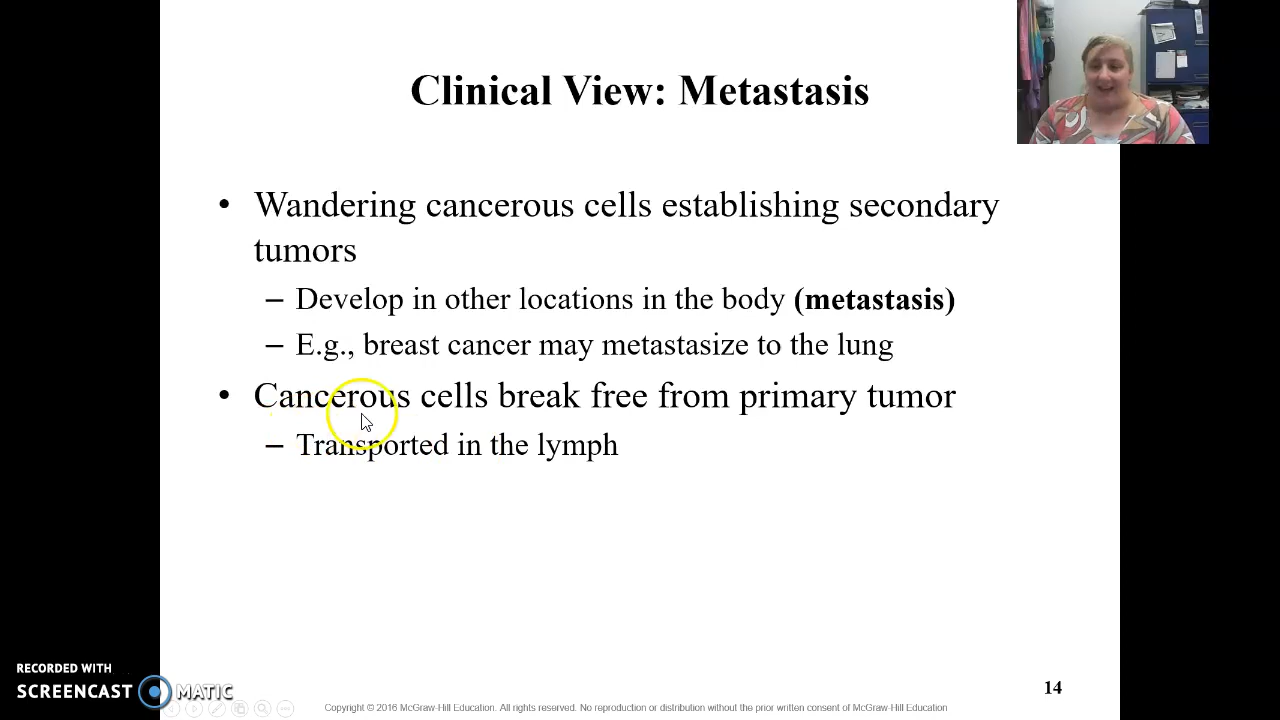 Clinical View: Metastasis
• Wandering cancerous cells establishing secondary
tumors
– Develop in other locations in the body (metastasis)
– E.g., breast cancer may metastasize to the lung
• Cancerous cells break free from primary tumor
– Transported in the lymph
RECORDED WITH
SCREENCAST MATIC
14
Copyright © 2016 McGraw-Hill Education. All rights reserved. No reproduction or distribution without the prior written consent of McGraw-Hill Education